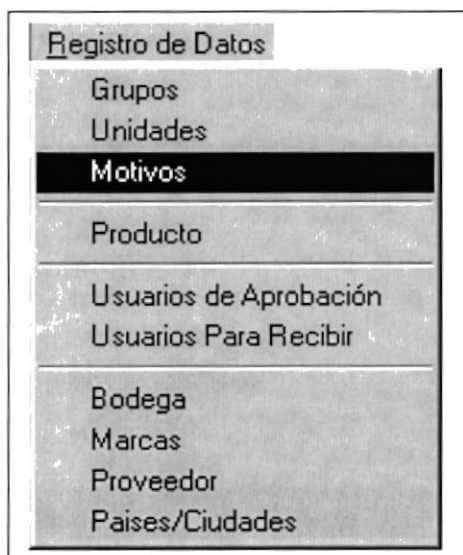 Registro de Datos
Grupos
Unidades
Motivos
Producto
Usuarios de Aprobación
Usuarios Para Recibir
Bodega
Marcas
Proveedor
Paises/Ciudades